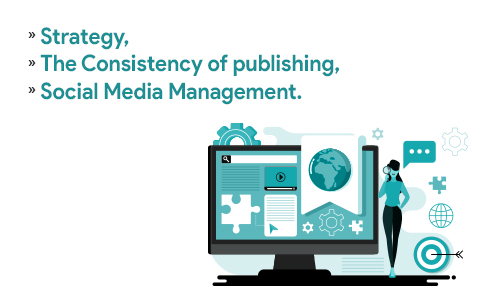 » Strategy,
» The Consistency of publishing,
» Social Media Management.